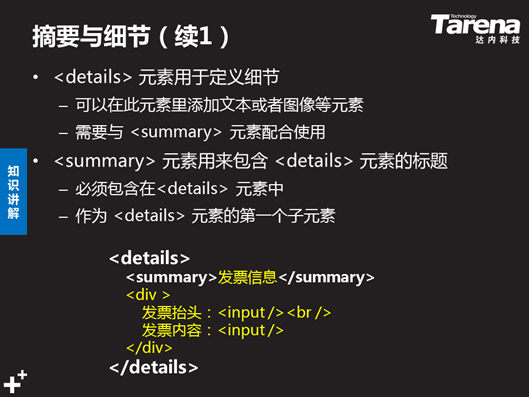 摘要与细节（续1）
Technology
Tarena
达内科技
• <details> 元素用于定义细节
– 可以在此元素里添加文本或者图像等元素
– 需要与 <summary> 元素配合使用
• <summary> 元素用来包含 <details> 元素的标题
– 必须包含在<details> 元素中
– 作为 <details> 元素的第一个子元素
知识讲解
<details>
<summary>发票信息</summary>
<div >
发票抬头：<input /><br />
发票内容：<input />
</div>
</details>